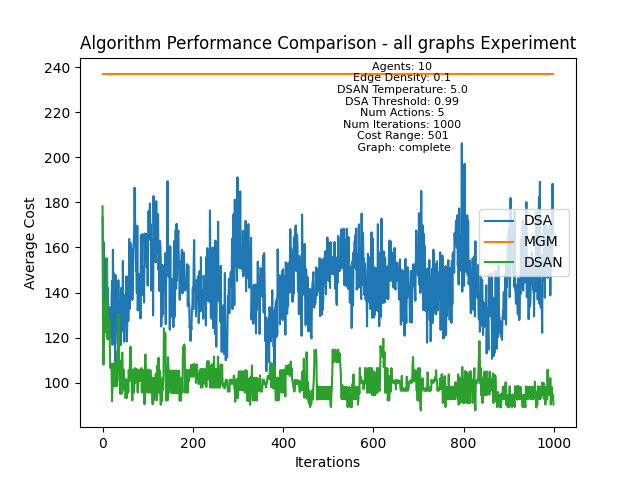 Algorithm Performance Comparison - all graphs Experiment
240
220
200
180
160
140
120
100
Average Cost
Agents: 10
Edge Density: 0.1
DSAN Temperature: 5.0
DSA Threshold: 0.99
Num Actions: 5
Num Iterations: 1000
Cost Range: 501
Graph: complete
DSA
MGM
DSAN
0
200
400
600
800
1000
Iterations